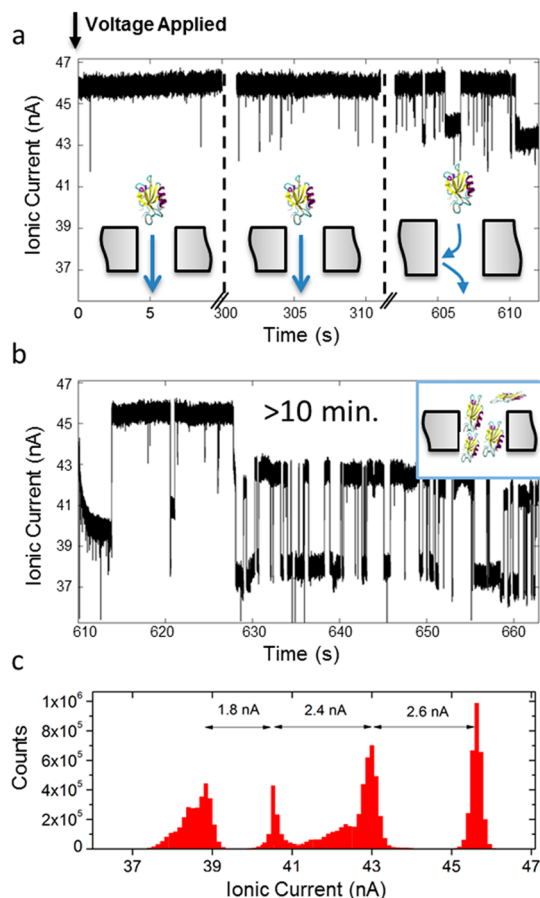 Voltage Applied
a
47
45
43
41
39
37
Ionic Current (nA)
0 5 300 305 310 605 610
Time (s)
b
47
45
43
41
39
37
Ionic Current (nA)
>10 min.
610 620 630 640 650 660
Time (s)
c
1x10⁶
8x10⁵
6x10⁵
4x10⁵
2x10⁵
0
Counts
1.8 nA 2.4 nA 2.6 nA
37 39 41 43 45 47
Ionic Current (nA)